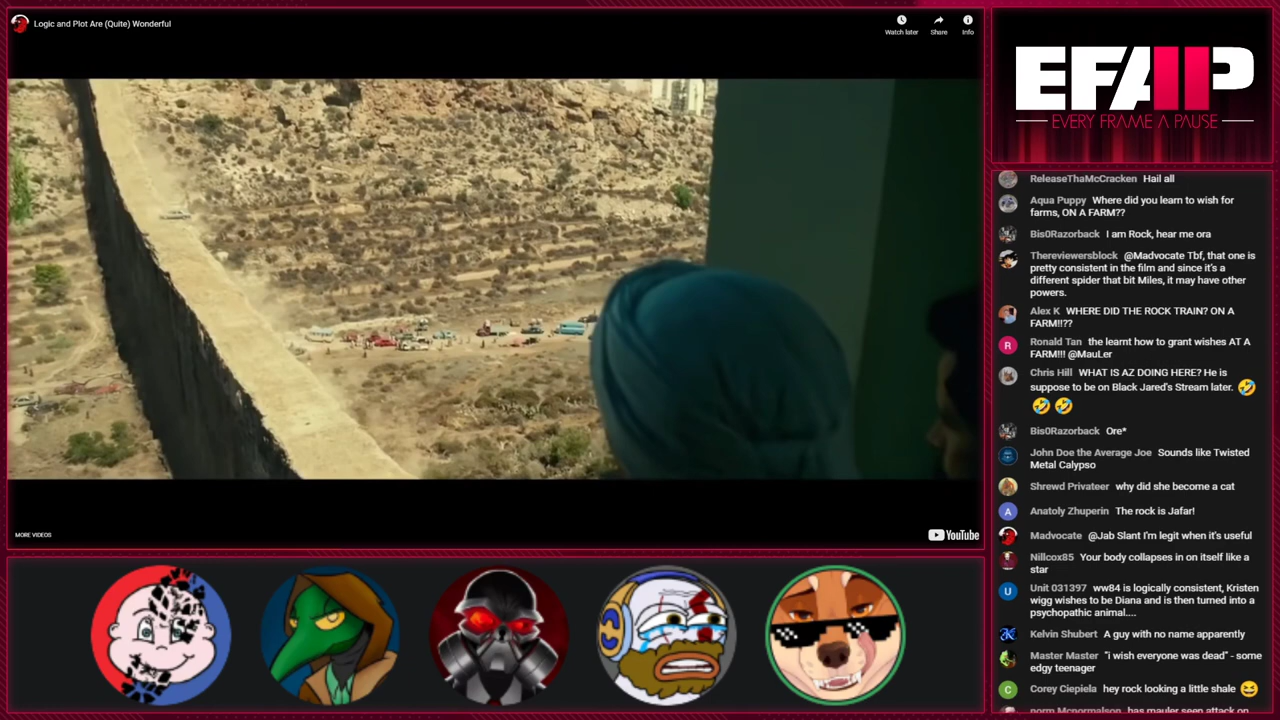 Logic and Plot Are (Quite) Wonderful
Watch later
Share
Info
MORE VIDEOS
YouTube
EFAP
EVERY FRAME A PAUSE
ReleaseThaMcCracken Hail all
Aqua Puppy Where did you learn to wish for
farms, ON A FARM??
Bis0Razorback I am Rock, hear me ora
Thereviewersblock @Madvocate Tbf, that one is
pretty consistent in the film and since it's a
different spider that bit Miles, it may have other
powers.
Alex K WHERE DID THE ROCK TRAIN? ON A
FARM!!??
R
Ronald Tan the learnt how to grant wishes AT A
FARM!!! @MauLer
Chris Hill WHAT IS AZ DOING HERE? He is
suppose to be on Black Jared's Stream later. 🤣
🤣 🤣
Bis0Razorback Ore*
John Doe the Average Joe Sounds like Twisted
Metal Calypso
Shrewd Privateer why did she become a cat
A
Anatoly Zhuperin The rock is Jafar!
Madvocate @Jab Slant I'm legit when it's useful
Nillcox85 Your body collapses in on itself like a
star
U
Unit 031397 ww84 is logically consistent, Kristen
wigg wishes to be Diana and is then turned into a
psychopathic animal....
Kelvin Shubert A guy with no name apparently
Master Master "i wish everyone was dead" - some
edgy teenager
C
Corey Ciepiela hey rock looking a little shale 😆
norm Mcnormalson has mauler seen attack on